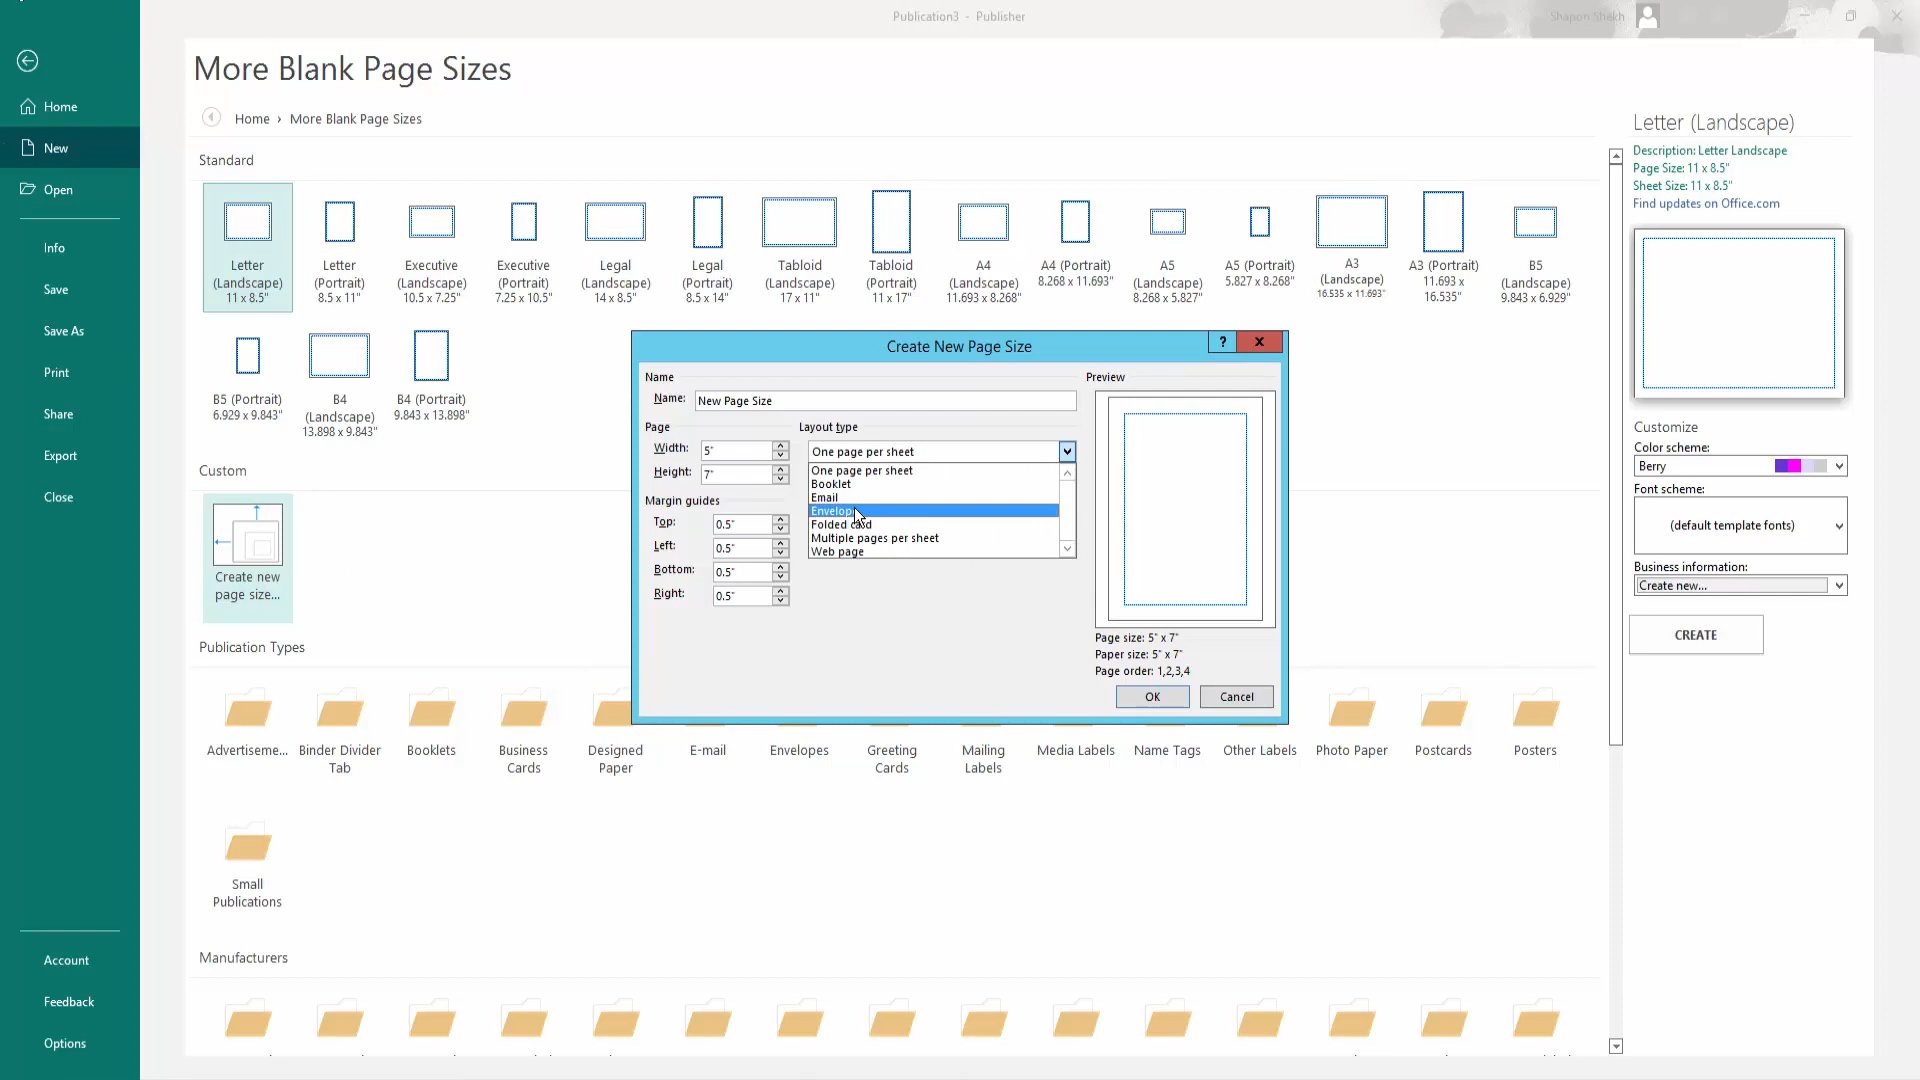 Publication3 - Publisher
Shapon Shekh
More Blank Page Sizes
Home
New
Open
Info
Save
Save As
Print
Share
Export
Close
Account
Feedback
Options
Home › More Blank Page Sizes
Standard
Letter (Landscape) 11 x 8.5"
Letter (Portrait) 8.5 x 11"
Executive (Landscape) 10.5 x 7.25"
Executive (Portrait) 7.25 x 10.5"
Legal (Landscape) 14 x 8.5"
Legal (Portrait) 8.5 x 14"
Tabloid (Landscape) 17 x 11"
Tabloid (Portrait) 11 x 17"
A4 (Landscape) 11.693 x 8.268"
A4 (Portrait) 8.268 x 11.693"
A5 (Landscape) 8.268 x 5.827"
A5 (Portrait) 5.827 x 8.268"
A3 (Landscape) 16.535 x 11.693"
A3 (Portrait) 11.693 x 16.535"
B5 (Landscape) 9.843 x 6.929"
B5 (Portrait) 6.929 x 9.843"
B4 (Landscape) 13.898 x 9.843"
B4 (Portrait) 9.843 x 13.898"
Custom
Create new page size...
Publication Types
Advertiseme...
Binder Divider Tab
Booklets
Business Cards
Designed Paper
E-mail
Envelopes
Greeting Cards
Mailing Labels
Media Labels
Name Tags
Other Labels
Photo Paper
Postcards
Posters
Small Publications
Manufacturers
Create New Page Size
?
X
Name
Name: New Page Size
Page
Width: 5"
Height: 7"
Margin guides
Top: 0.5"
Left: 0.5"
Bottom: 0.5"
Right: 0.5"
Layout type
One page per sheet
One page per sheet
Booklet
Email
Envelope
Folded card
Multiple pages per sheet
Web page
Preview
Page size: 5" x 7"
Paper size: 5" x 7"
Page order: 1,2,3,4
OK
Cancel
Letter (Landscape)
Description: Letter Landscape
Page Size: 11 x 8.5"
Sheet Size: 11 x 8.5"
Find updates on Office.com
Customize
Color scheme:
Berry
Font scheme:
(default template fonts)
Business information:
Create new...
CREATE